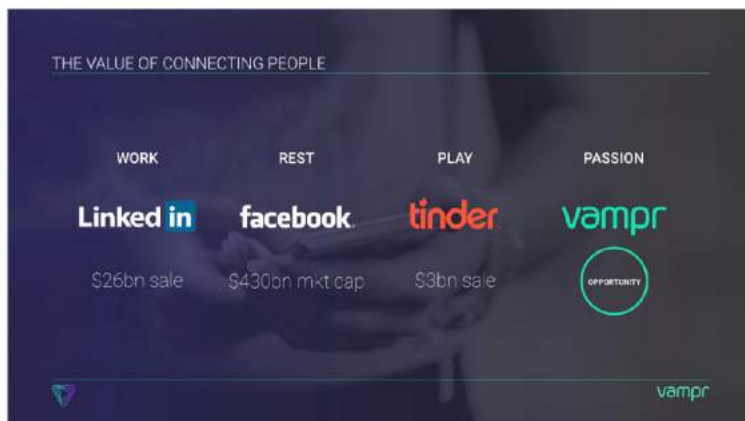 THE VALUE OF CONNECTING PEOPLE
WORK REST PLAY PASSION
Linked in facebook tinder vampr
$26bn sale $430bn mkt cap $3bn sale OPPORTUNITY
vampr